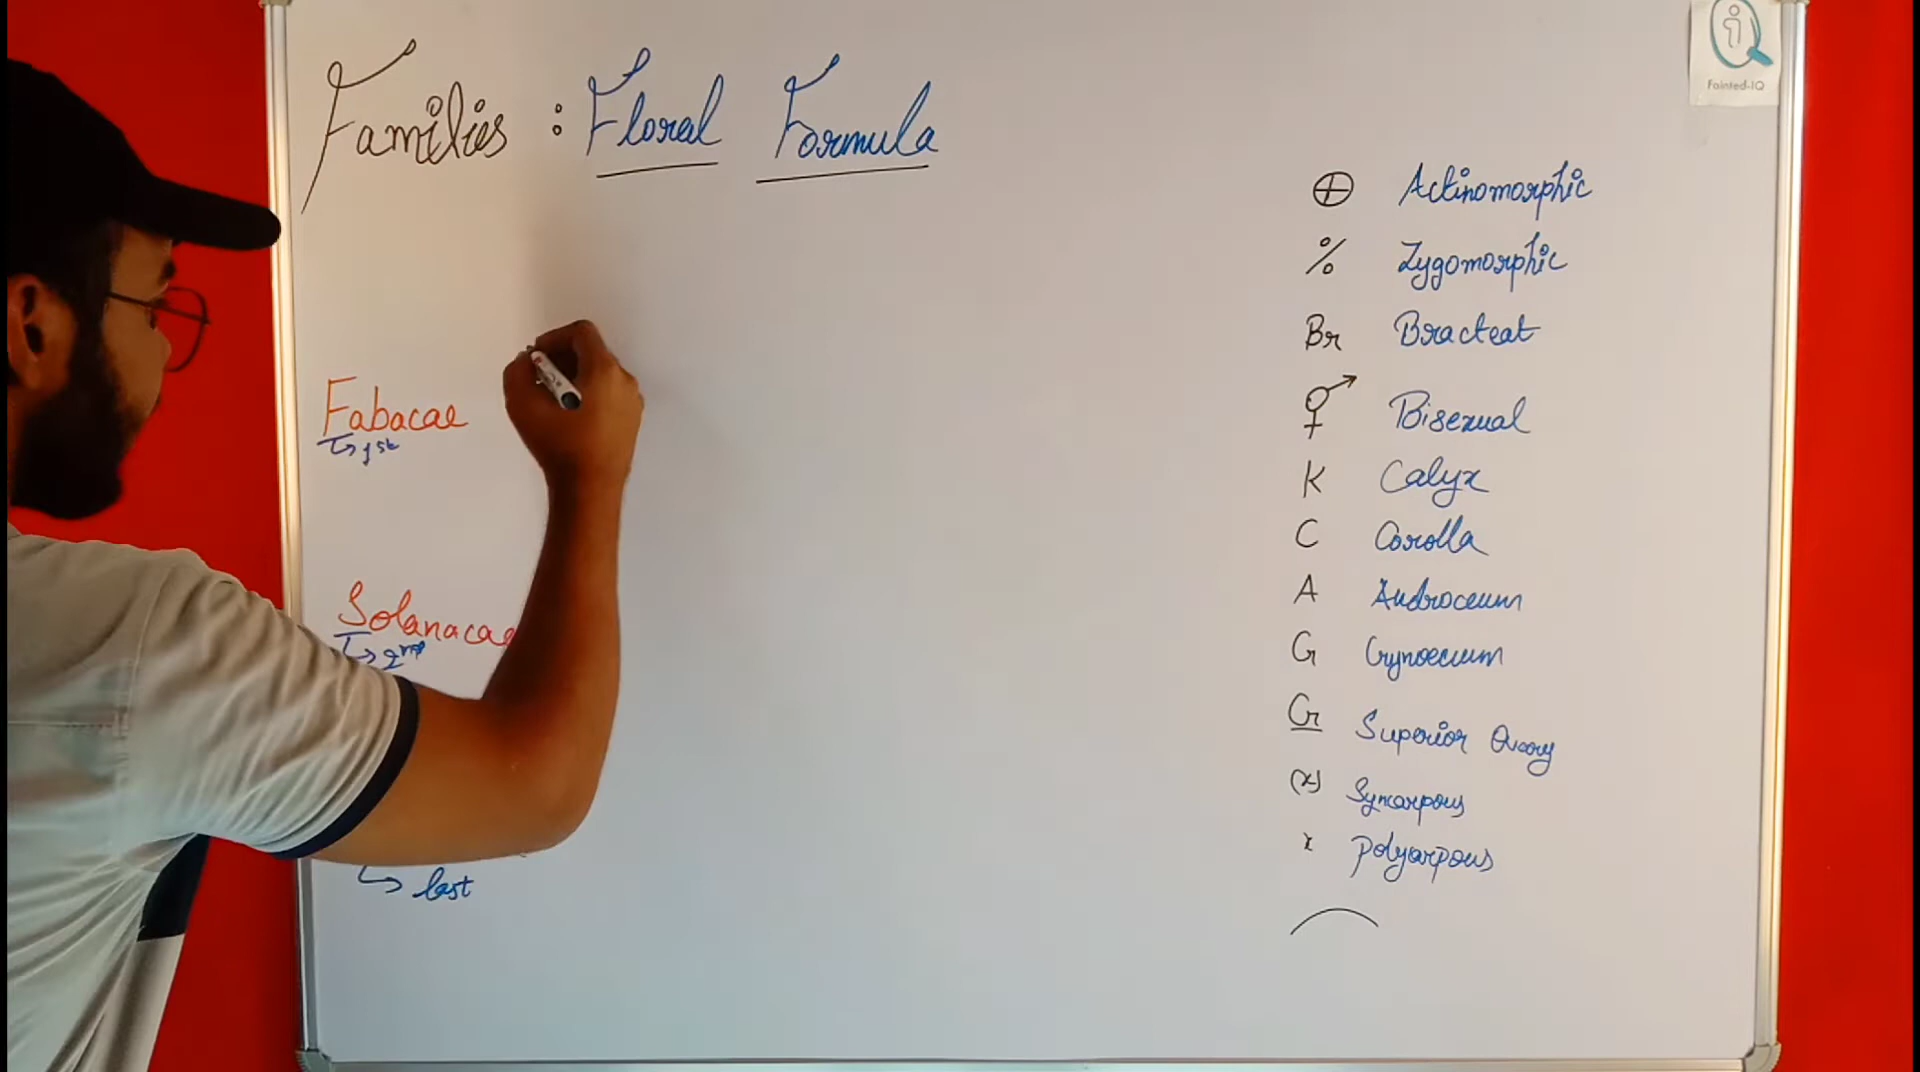 Families : Floral Formula
Fainted-IQ
Fabacae
1st
Solanacae
2nd
last
⊕ Actinomorphic
% Zygomorphic
Br Bracteat
⚥ Bisexual
K Calyx
C Corolla
A Androceum
G Gynoecium
G Superior Ovary
(x) Syncarpous
x Polycarpous